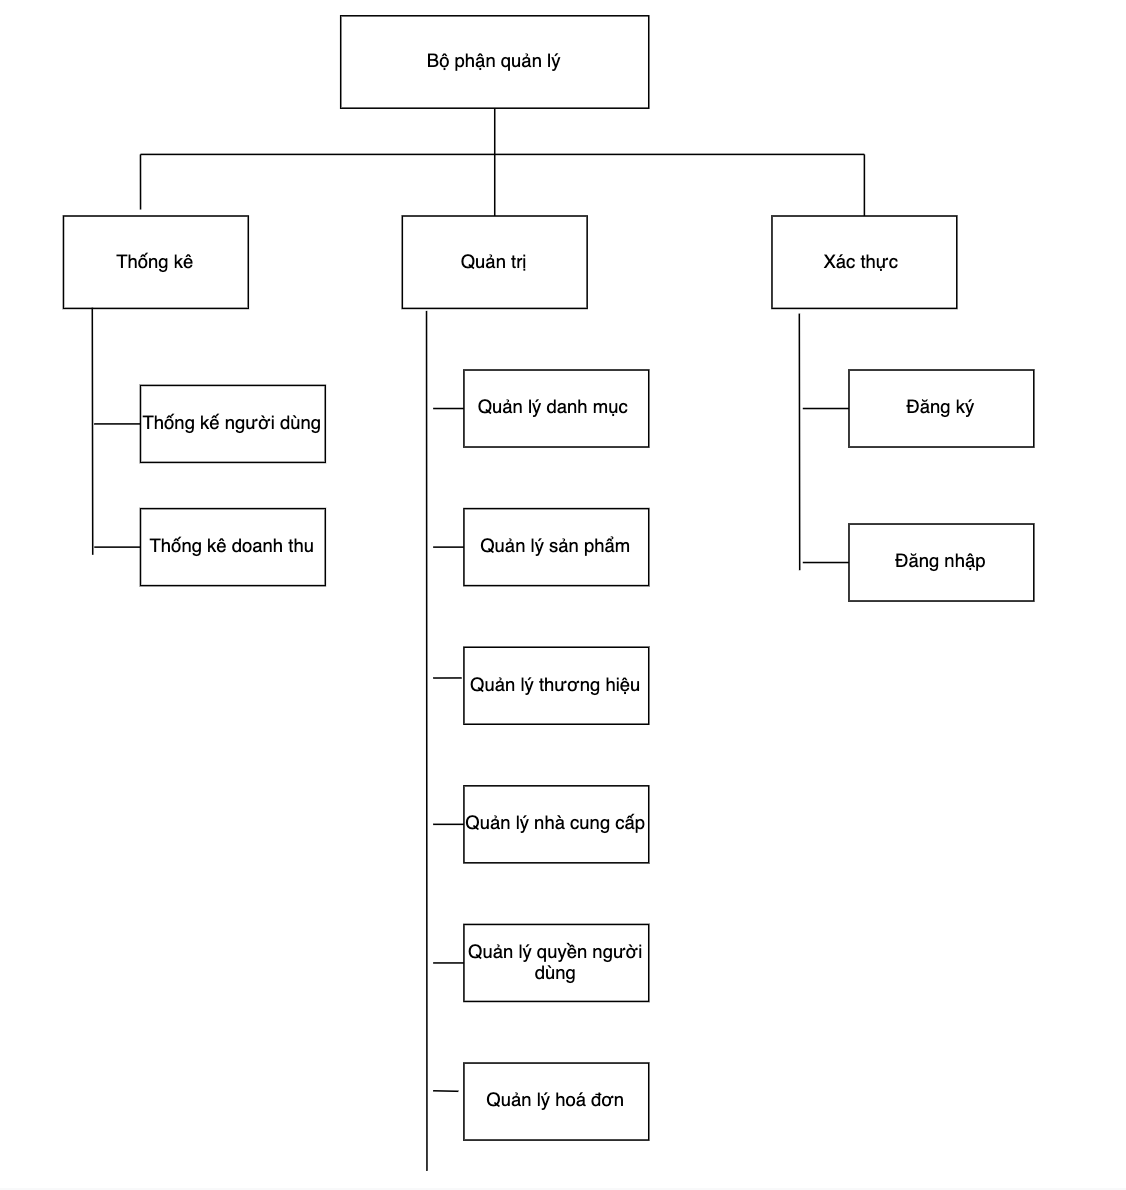 Bộ phận quản lý
Thống kê
Quản trị
Xác thực
Thống kế người dùng
Thống kê doanh thu
Quản lý danh mục
Quản lý sản phẩm
Quản lý thương hiệu
Quản lý nhà cung cấp
Quản lý quyền người
dùng
Quản lý hoá đơn
Đăng ký
Đăng nhập